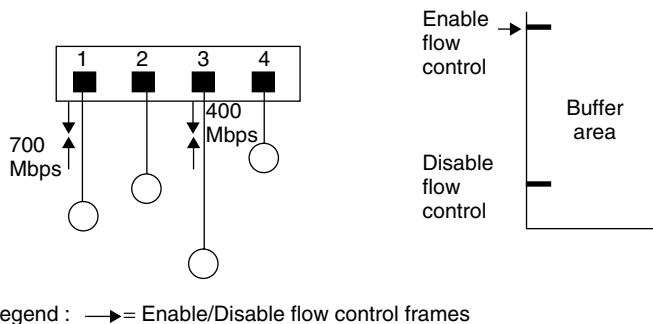 1 2 3 4
700
Mbps
400
Mbps
Enable
flow
control
Buffer
area
Disable
flow
control
egend : = Enable/Disable flow control frames